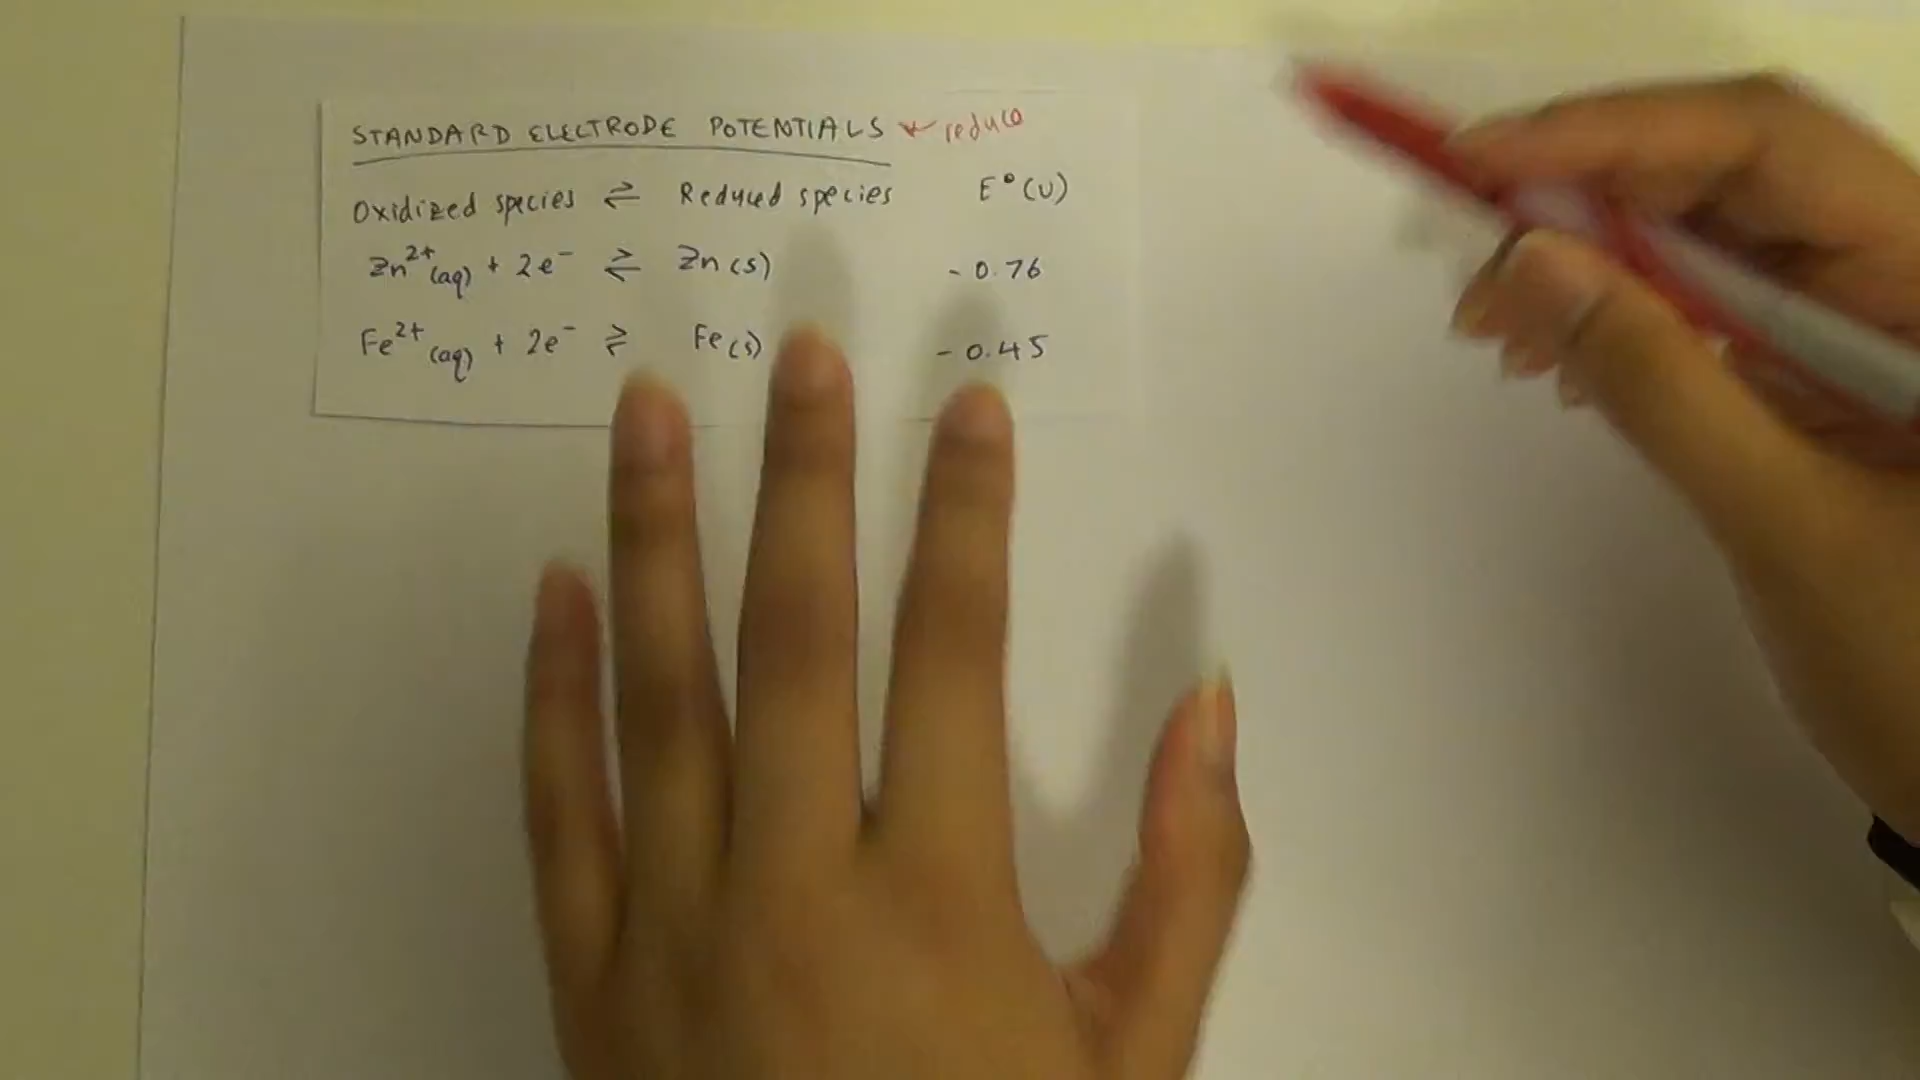 STANDARD ELECTRODE POTENTIALS ← reduce
Oxidized species ⇌ Reduced species E°(V)
Zn²⁺(aq) + 2e⁻ ⇌ Zn(s) -0.76
Fe²⁺(aq) + 2e⁻ ⇌ Fe(s) -0.45